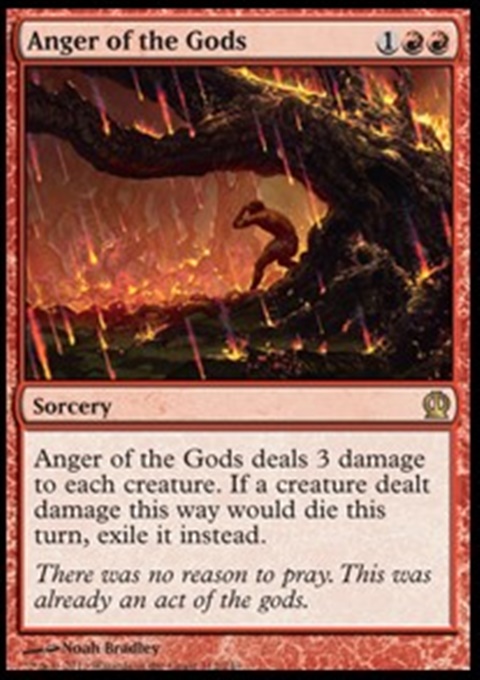 Anger of the Gods 1
Sorcery
Anger of the Gods deals 3 damage
to each creature. If a creature dealt
damage this way would die this
turn, exile it instead.
There was no reason to pray. This was
already an act of the gods.
Noah Bradley